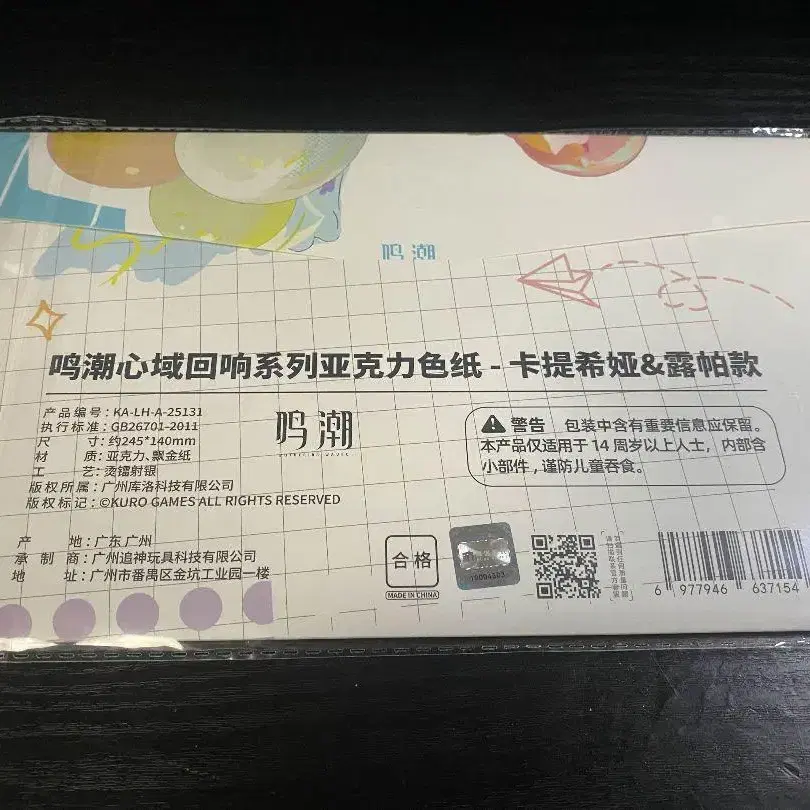 鸣潮
鸣潮心域回响系列亚克力色纸 - 卡提希娅&露帕款
产品编号: KA-LH-A-25131
执行标准: GB26701-2011
尺 寸: 约245*140mm
材 质: 亚克力、飘金纸
工 艺: 烫镭射银
版权所属: 广州库洛科技有限公司
版权标记: ©KURO GAMES ALL RIGHTS RESERVED
鸣潮
WUTHERING WAVES
警告 包装中含有重要信息应保留。
本产品仅适用于 14 周岁以上人士, 内部含
小部件, 谨防儿童吞食。
产 地: 广东.广州
承 制 商: 广州追神玩具科技有限公司
地 址: 广州市番禺区金坑工业园一楼
合格
MADE IN CHINA
6 977946 637154